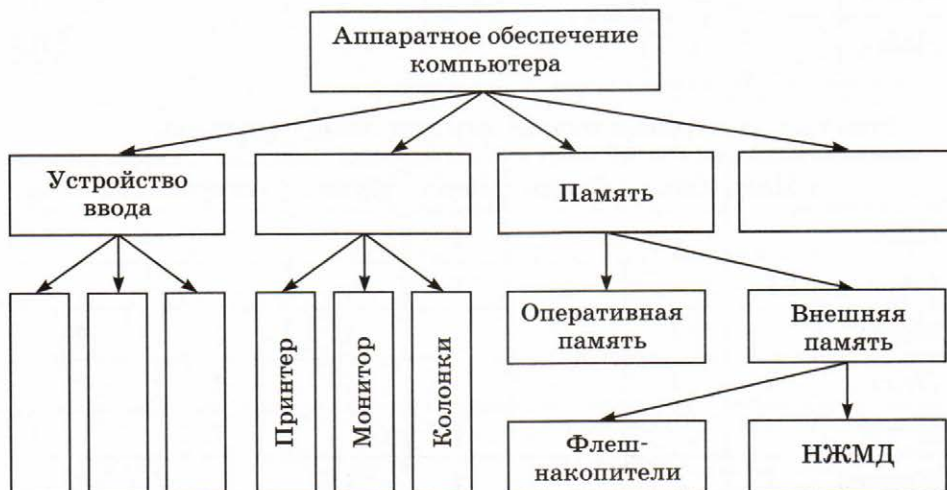 Аппаратное обеспечение
компьютера
Устройство
ввода
Память
Принтер
Монитор
Колонки
Оперативная
память
Внешняя
память
Флеш-
накопители
НЖМД